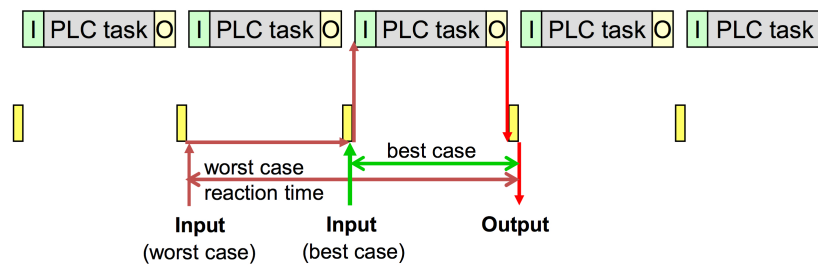 I PLC task O I PLC task O I PLC task O I PLC task O I PLC task
best case
worst case
reaction time
Input Input Output
(worst case) (best case)